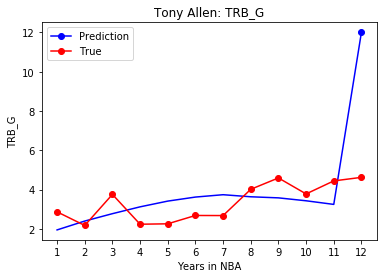 Tony Allen: TRB_G
Prediction
True
TRB_G
12
10
8
6
4
2
1 2 3 4 5 6 7 8 9 10 11 12
Years in NBA